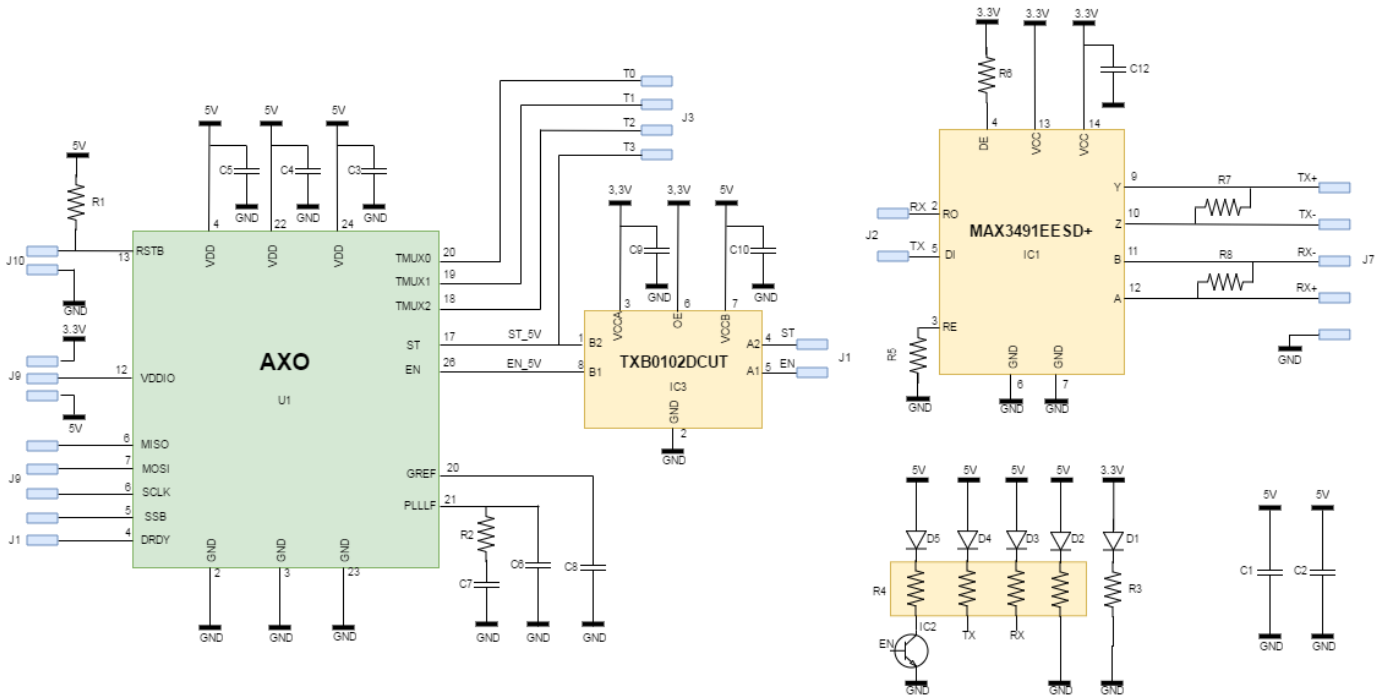 T0
T1
J3
T2
T3
5V
5V
5V
C5
C4
C3
GND
GND
GND
5V
R1
4
22
24
VDD
VDD
VDD
J10
13
RSTB
GND
3.3V
J9
12
VDDIO
5V
6
MISO
7
MOSI
J9
6
SCLK
5
SSB
J1
4
DRDY
AXO
U1
TMUX0
20
TMUX1
19
TMUX2
18
ST
17
ST_5V
EN
26
EN_5V
GREF
20
PLLLF
21
R2
C7
C6
C8
GND
GND
GND
GND
GND
GND
2
3
23
GND
GND
GND
3,3V
3,3V
5V
C9
C10
GND
GND
3
6
7
VCCA
OE
VCCB
1
B2
8
B1
TXB0102DCUT
IC3
A2
4
ST
A1
5
EN
J1
GND
2
GND
3.3V
3.3V
3.3V
R6
C12
GND
4
13
14
DE
VCC
VCC
RX
2
RO
J2
TX
5
DI
MAX3491EESD+
IC1
Y
9
R7
TX+
Z
10
TX-
B
11
R8
RX-
J7
A
12
RX+
3
RE
R5
GND
GND
GND
6
7
GND
GND
GND
5V
5V
5V
5V
3.3V
D5
D4
D3
D2
D1
R4
R3
IC2
TX
RX
EN
GND
GND
GND
5V
5V
C1
C2
GND
GND